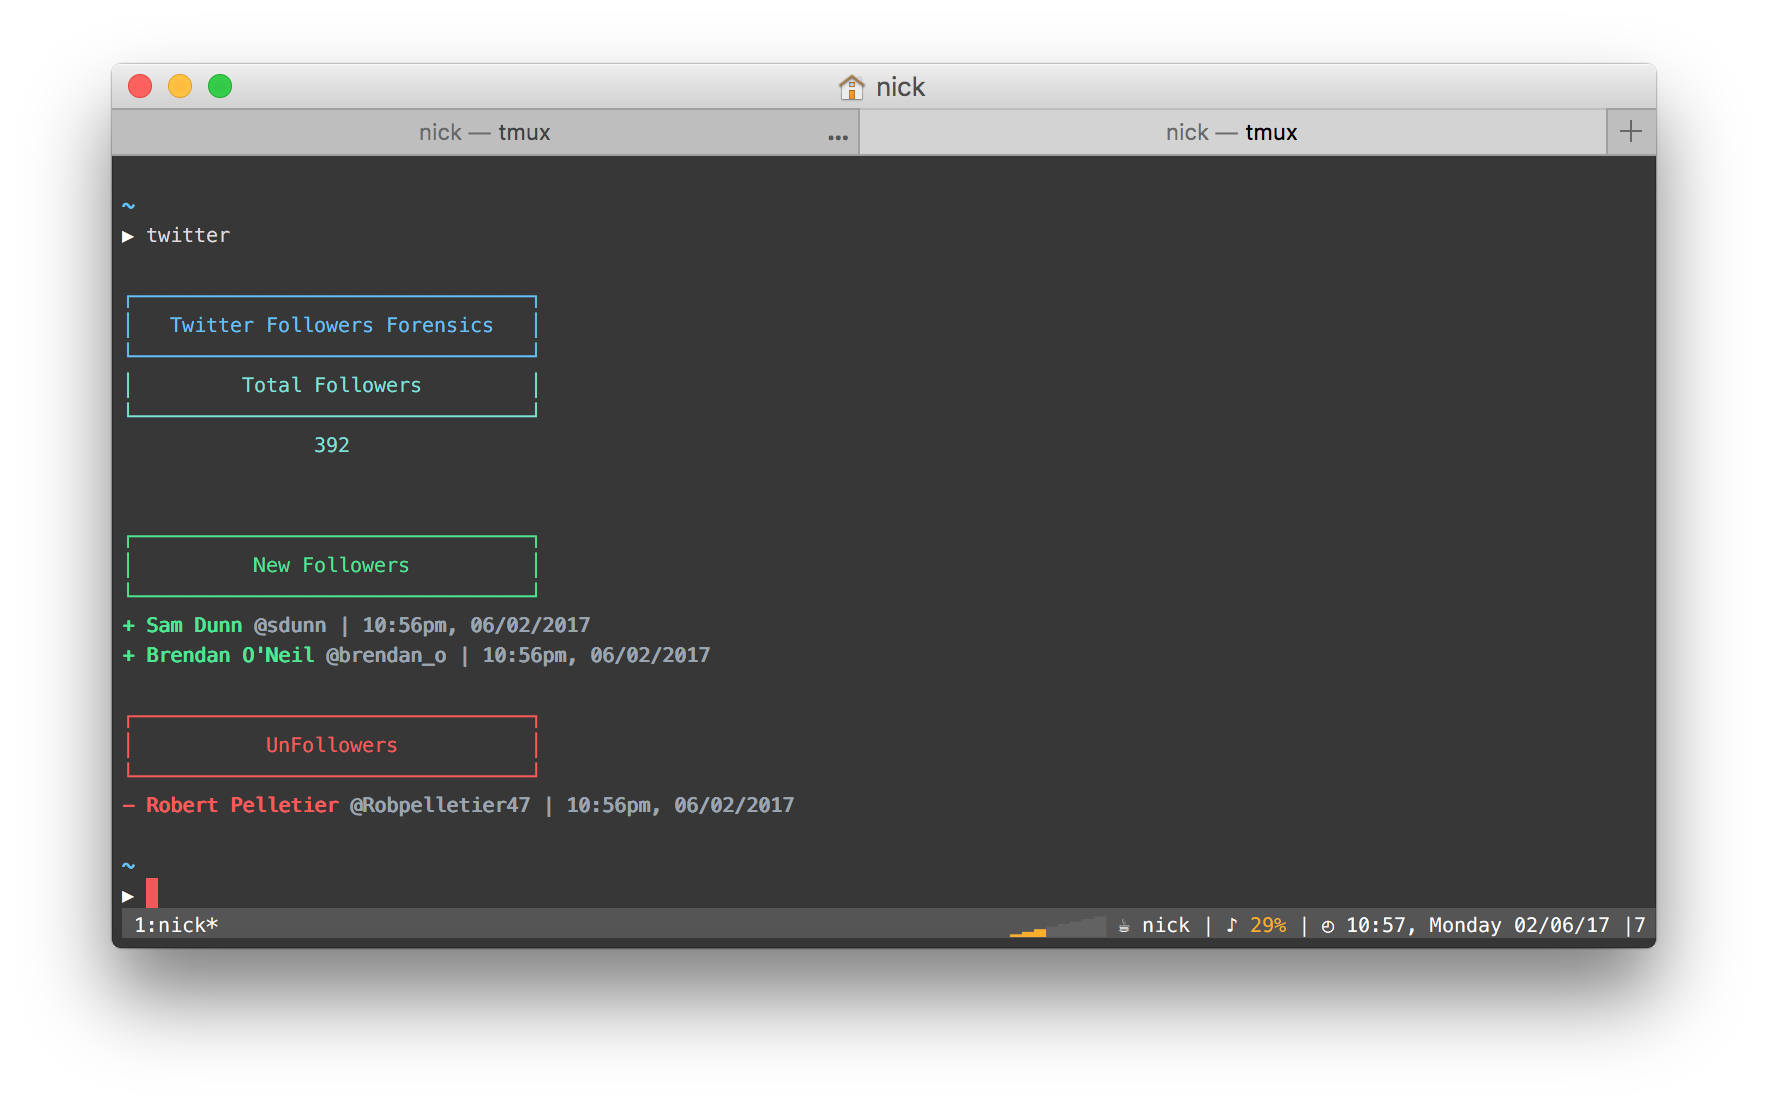 nick
nick — tmux ... nick — tmux +
~
▶ twitter
Twitter Followers Forensics
Total Followers
392
New Followers
+ Sam Dunn @sdunn | 10:56pm, 06/02/2017
+ Brendan O'Neil @brendan_o | 10:56pm, 06/02/2017
UnFollowers
− Robert Pelletier @Robpelletier47 | 10:56pm, 06/02/2017
~
▶
1:nick* ☕ nick | ♪ 29% | ◴ 10:57, Monday 02/06/17 |7